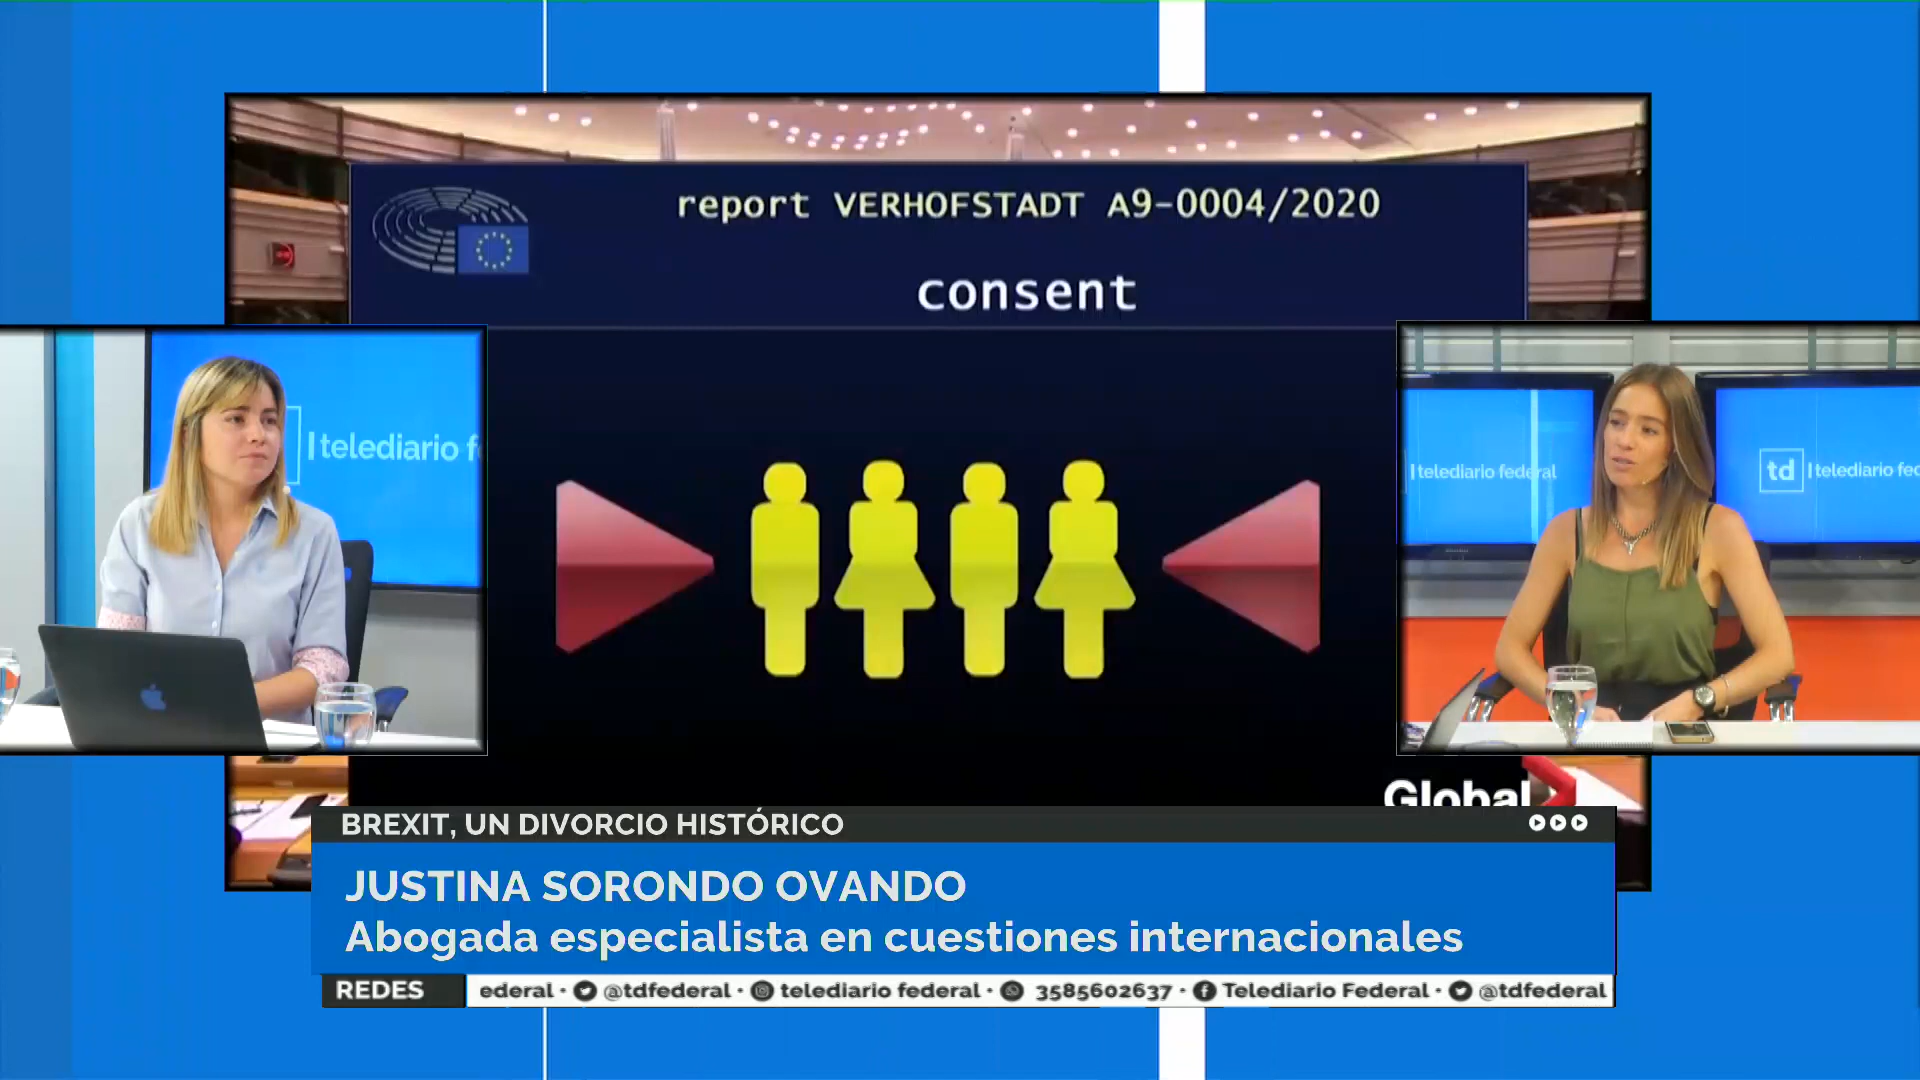 report VERHOFSTADT A9-0004/2020
consent
telediario f
telediario federal
td telediario fed
Global
BREXIT, UN DIVORCIO HISTÓRICO
JUSTINA SORONDO OVANDO
Abogada especialista en cuestiones internacionales
REDES ederal · @tdfederal · telediario federal · 3585602637 · Telediario Federal · @tdfederal